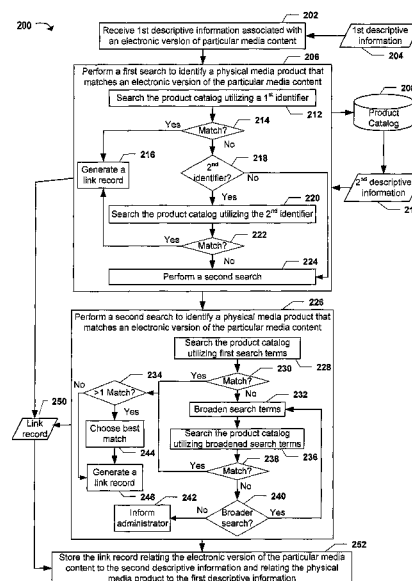 200
202
Receive 1st descriptive information associated
with an electronic version of particular media content
1st
descriptive
information
204
206
Perform a first search to identify a physical media product that
matches an electronic version of the particular media content
Search the product catalog utilizing a 1st identifier
212
208
Product
Catalog
Yes
Match?
214
No
216
Generate a
link record
218
2nd
identifier?
No
Yes
220
Search the product catalog utilizing the 2nd identifier
2nd
descriptive
information
Yes
Match?
222
No
224
Perform a second search
226
Perform a second search to identify a physical media product that
matches an electronic version of the particular media content
Search the product catalog
utilizing first search terms
228
234
>1 Match?
Yes
Match?
230
No
No
232
Broaden search terms
250
Link
record
Yes
Choose best
match
244
Search the product catalog
utilizing broadened search terms
236
238
Yes
Match?
Generate a
link record
246
No
242
Inform
administrator
No
240
Broader
search?
Yes
252
Store the link record relating the electronic version of the particular media
content to the second descriptive information and relating the physical
media product to the first descriptive information